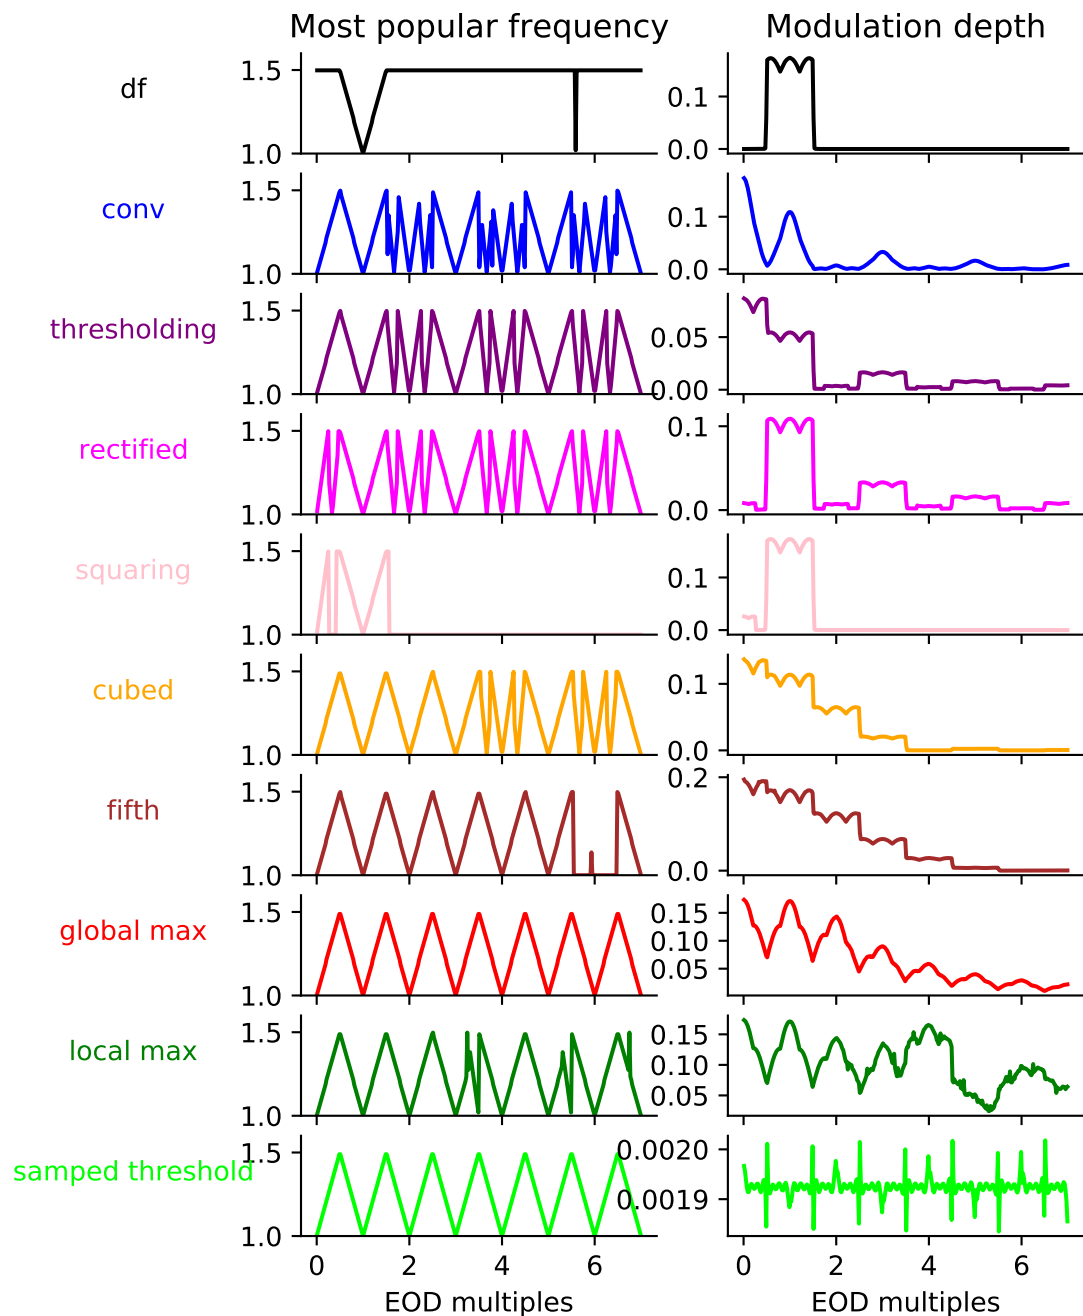 Most popular frequency Modulation depth
df 1.5 1.0 0.1 0.0
conv 1.5 1.0 0.1 0.0
thresholding 1.5 1.0 0.05 0.00
rectified 1.5 1.0 0.1 0.0
squaring 1.5 1.0 0.1 0.0
cubed 1.5 1.0 0.1 0.0
fifth 1.5 1.0 0.2 0.0
global max 1.5 1.0 0.15 0.10 0.05
local max 1.5 1.0 0.15 0.10 0.05
samped threshold 1.5 1.0 0.0020 0.0019
0 2 4 6 0 2 4 6
EOD multiples EOD multiples